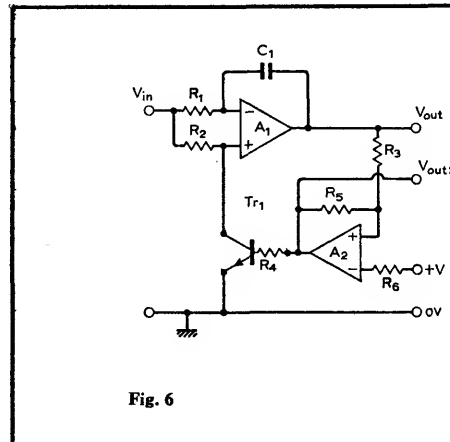 C1
Vin
R1
R2
−
A1
+
Vout
R3
Vout2
R5
Tr1
+
A2
−
R4
R6
+V
0V
Fig. 6